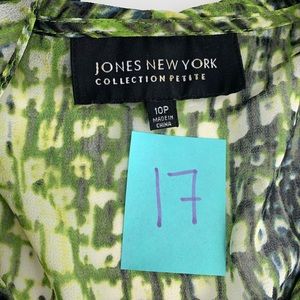 JONES NEW YORK
COLLECTION PETITE
10P
MADE IN
CHINA
17